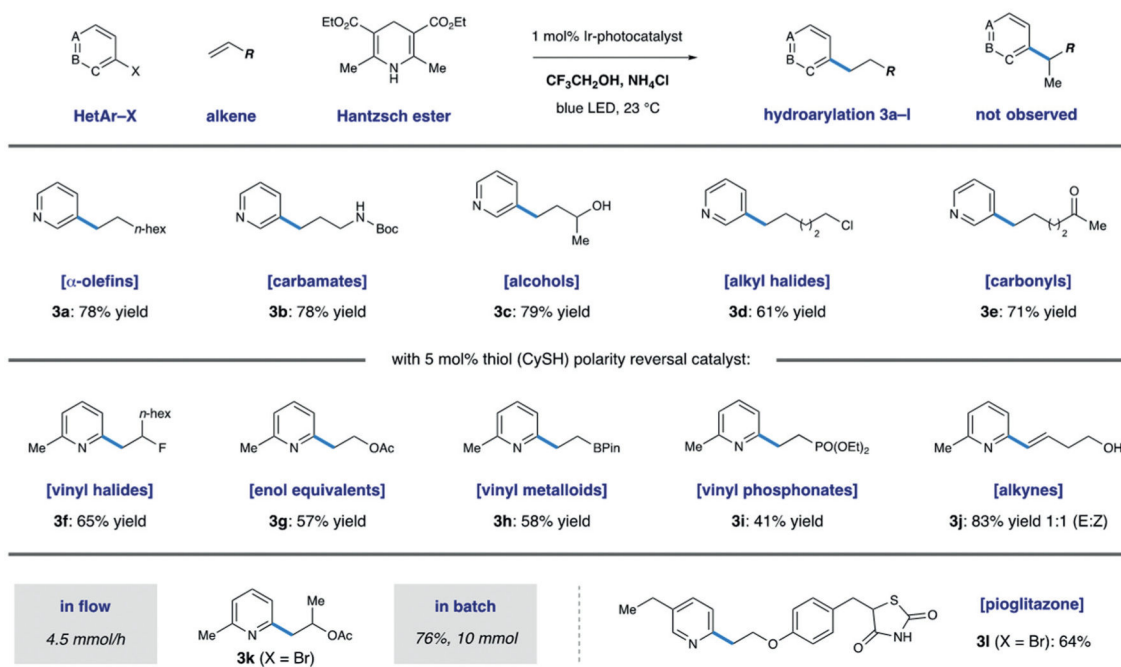 EtO₂C CO₂Et
Me N H Me
A B C X
R
1 mol% Ir-photocatalyst
CF₃CH₂OH, NH₄Cl
blue LED, 23 °C
A B C R
A B C R Me
HetAr–X alkene Hantzsch ester hydroarylation 3a–l not observed
N n-hex
N H N Boc
N OH Me
N ( )₂ Cl
N ( )₂ O Me
[α-olefins] [carbamates] [alcohols] [alkyl halides] [carbonyls]
3a: 78% yield 3b: 78% yield 3c: 79% yield 3d: 61% yield 3e: 71% yield
with 5 mol% thiol (CySH) polarity reversal catalyst:
Me N n-hex F
Me N OAc
Me N BPin
Me N PO(OEt)₂
Me N OH
[vinyl halides] [enol equivalents] [vinyl metalloids] [vinyl phosphonates] [alkynes]
3f: 65% yield 3g: 57% yield 3h: 58% yield 3i: 41% yield 3j: 83% yield 1:1 (E:Z)
in flow
4.5 mmol/h
Me N Me OAc
3k (X = Br)
in batch
76%, 10 mmol
Me N O S O O NH
[pioglitazone]
3l (X = Br): 64%